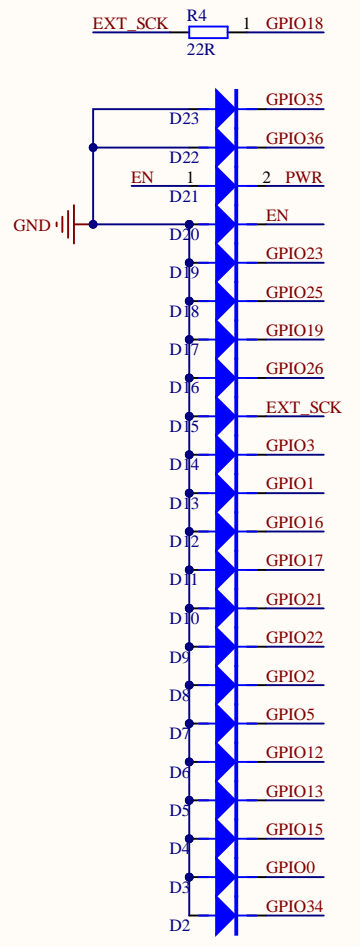 R4
EXT_SCK 1 GPIO18
22R
GPIO35
D23
GPIO36
D22
EN 1 2 PWR
D21
GND EN
D20
GPIO23
D19
GPIO25
D18
GPIO19
D17
GPIO26
D16
EXT_SCK
D15
GPIO3
D14
GPIO1
D13
GPIO16
D12
GPIO17
D11
GPIO21
D10
GPIO22
D9
GPIO2
D8
GPIO5
D7
GPIO12
D6
GPIO13
D5
GPIO15
D4
GPIO0
D3
GPIO34
D2